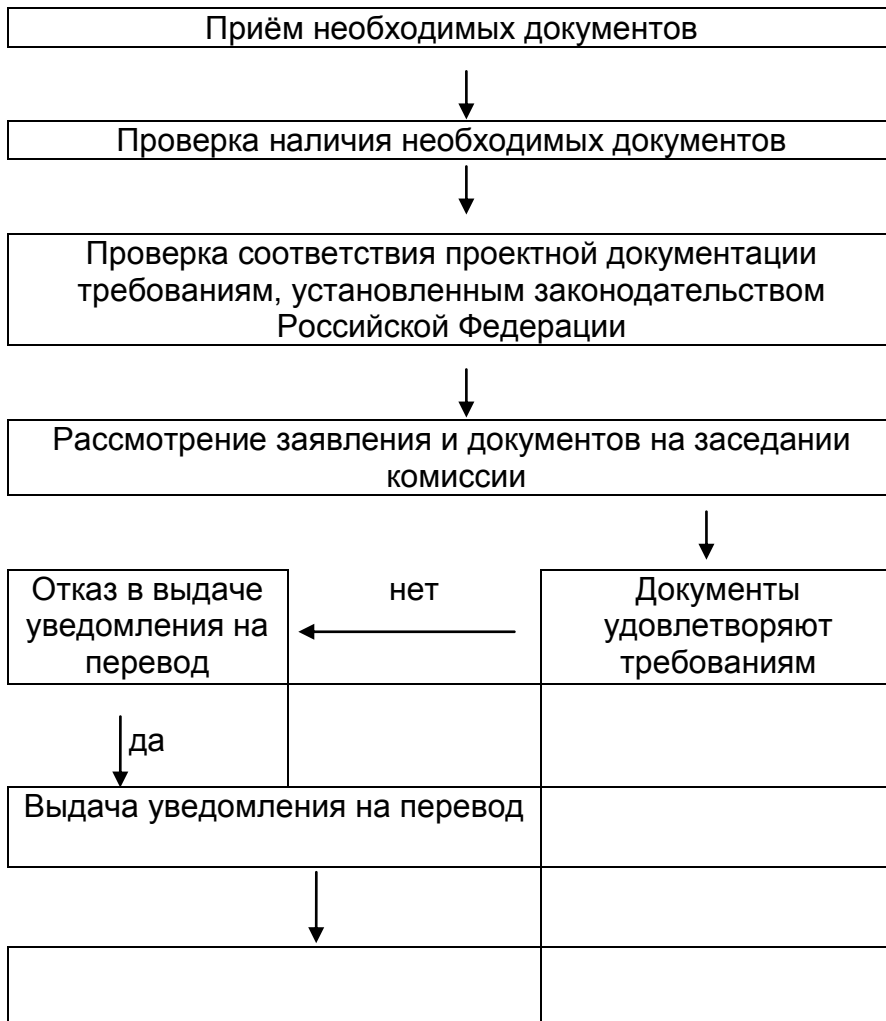 Приём необходимых документов
Проверка наличия необходимых документов
Проверка соответствия проектной документации
требованиям, установленным законодательством
Российской Федерации
Рассмотрение заявления и документов на заседании
комиссии
Отказ в выдаче
уведомления на
перевод
нет
Документы
удовлетворяют
требованиям
да
Выдача уведомления на перевод